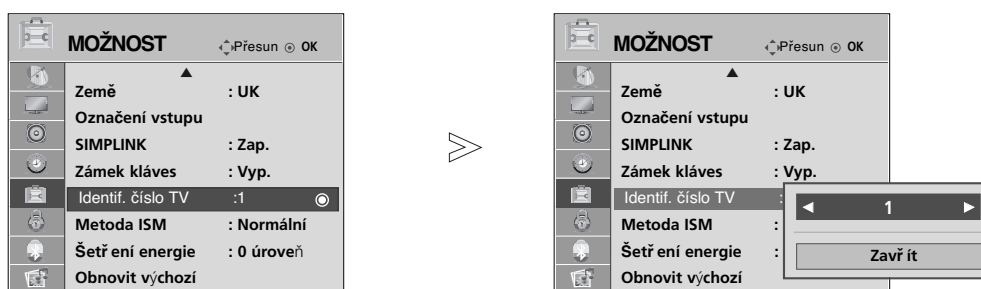 MOŽNOST Přesun OK
Země : UK
Označení vstupu
SIMPLINK : Zap.
Zámek kláves : Vyp.
Identif. číslo TV :1
Metoda ISM : Normální
Šetř ení energie : 0 úroveň
Obnovit výchozí
MOŽNOST Přesun OK
Země : UK
Označení vstupu
SIMPLINK : Zap.
Zámek kláves : Vyp.
Identif. číslo TV :
◄ 1 ►
Metoda ISM :
Šetř ení energie :
Zavř ít
Obnovit výchozí